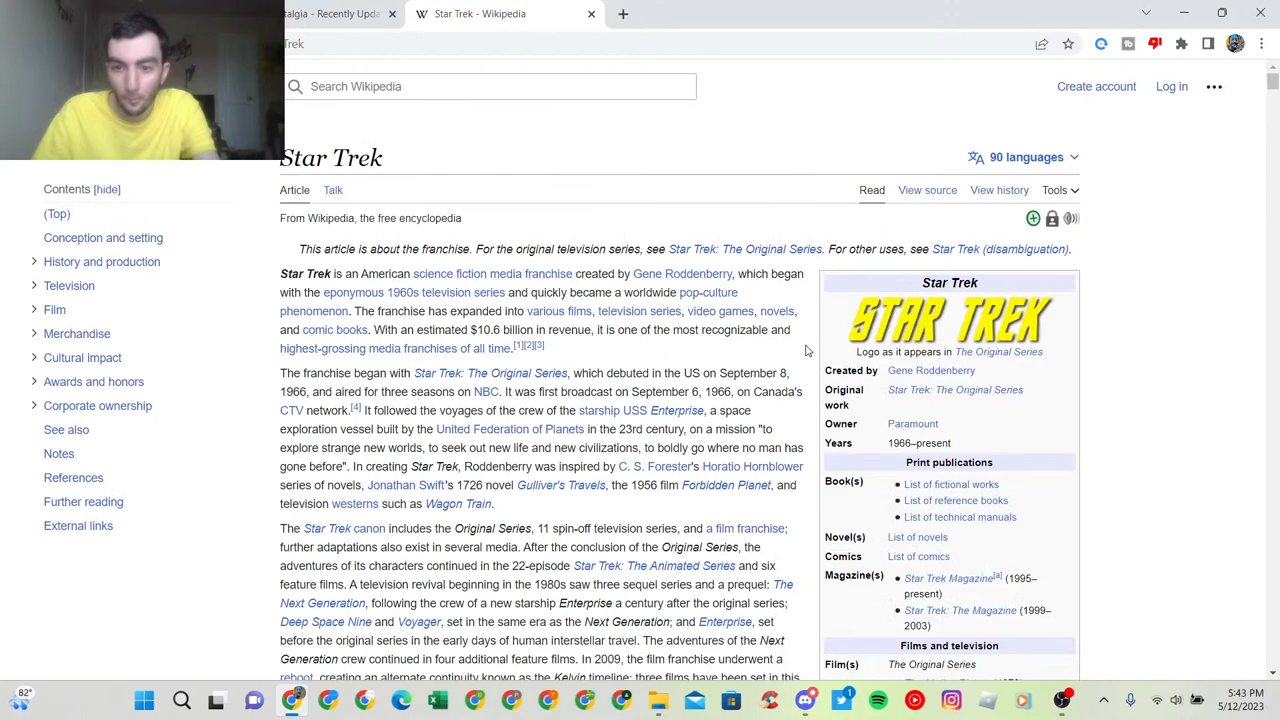 talgia - Recently Upda
Star Trek - Wikipedia
Trek
Search Wikipedia
Create account
Log in
Star Trek
90 languages
Article
Talk
Read
View source
View history
Tools
From Wikipedia, the free encyclopedia
This article is about the franchise. For the original television series, see Star Trek: The Original Series. For other uses, see Star Trek (disambiguation).
Contents [hide]
(Top)
Conception and setting
History and production
Television
Film
Merchandise
Cultural impact
Awards and honors
Corporate ownership
See also
Notes
References
Further reading
External links
Star Trek is an American science fiction media franchise created by Gene Roddenberry, which began
with the eponymous 1960s television series and quickly became a worldwide pop-culture
phenomenon. The franchise has expanded into various films, television series, video games, novels,
and comic books. With an estimated $10.6 billion in revenue, it is one of the most recognizable and
highest-grossing media franchises of all time.[1][2][3]
The franchise began with Star Trek: The Original Series, which debuted in the US on September 8,
1966, and aired for three seasons on NBC. It was first broadcast on September 6, 1966, on Canada's
CTV network.[4] It followed the voyages of the crew of the starship USS Enterprise, a space
exploration vessel built by the United Federation of Planets in the 23rd century, on a mission "to
explore strange new worlds, to seek out new life and new civilizations, to boldly go where no man has
gone before". In creating Star Trek, Roddenberry was inspired by C. S. Forester's Horatio Hornblower
series of novels, Jonathan Swift's 1726 novel Gulliver's Travels, the 1956 film Forbidden Planet, and
television westerns such as Wagon Train.
The Star Trek canon includes the Original Series, 11 spin-off television series, and a film franchise;
further adaptations also exist in several media. After the conclusion of the Original Series, the
adventures of its characters continued in the 22-episode Star Trek: The Animated Series and six
feature films. A television revival beginning in the 1980s saw three sequel series and a prequel: The
Next Generation, following the crew of a new starship Enterprise a century after the original series;
Deep Space Nine and Voyager, set in the same era as the Next Generation; and Enterprise, set
before the original series in the early days of human interstellar travel. The adventures of the Next
Generation crew continued in four additional feature films. In 2009, the film franchise underwent a
reboot, creating an alternate continuity known as the Kelvin timeline; three films have been set in this
Star Trek
STAR TREK
Logo as it appears in The Original Series
Created by Gene Roddenberry
Original work Star Trek: The Original Series
Owner Paramount
Years 1966–present
Print publications
Book(s)
List of fictional works
List of reference books
List of technical manuals
Novel(s) List of novels
Comics List of comics
Magazine(s)
Star Trek Magazine[a] (1995–
present)
Star Trek: The Magazine (1999–
2003)
Films and television
Film(s) The Original Series
82°
1
5:43 PM
5/12/2023